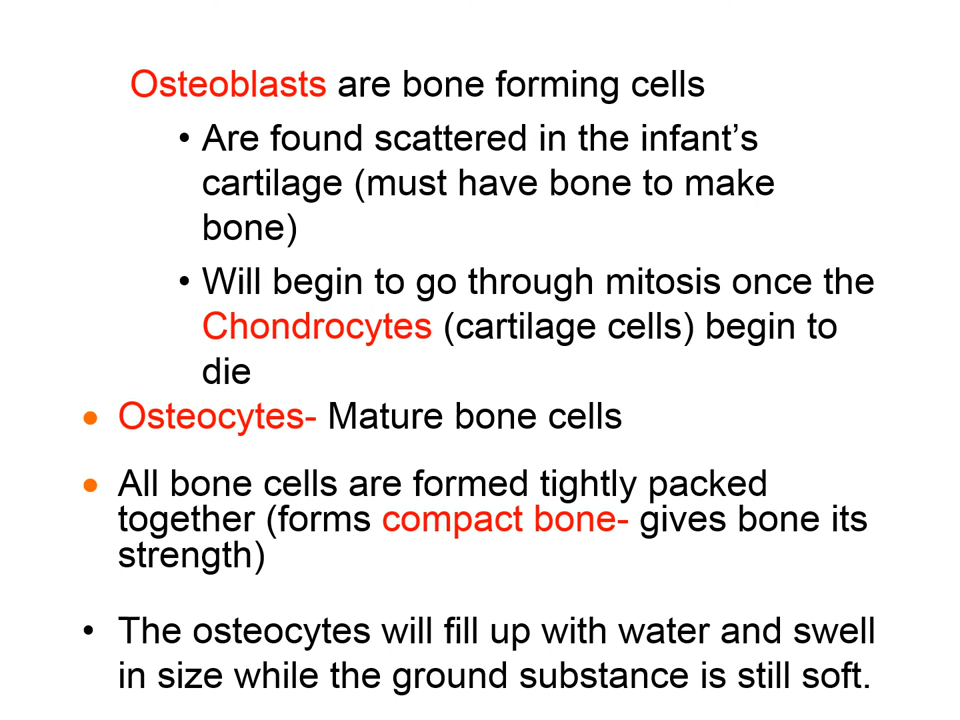 Osteoblasts are bone forming cells
• Are found scattered in the infant’s
cartilage (must have bone to make
bone)
• Will begin to go through mitosis once the
Chondrocytes (cartilage cells) begin to
die
• Osteocytes- Mature bone cells
• All bone cells are formed tightly packed
together (forms compact bone- gives bone its
strength)
• The osteocytes will fill up with water and swell
in size while the ground substance is still soft.